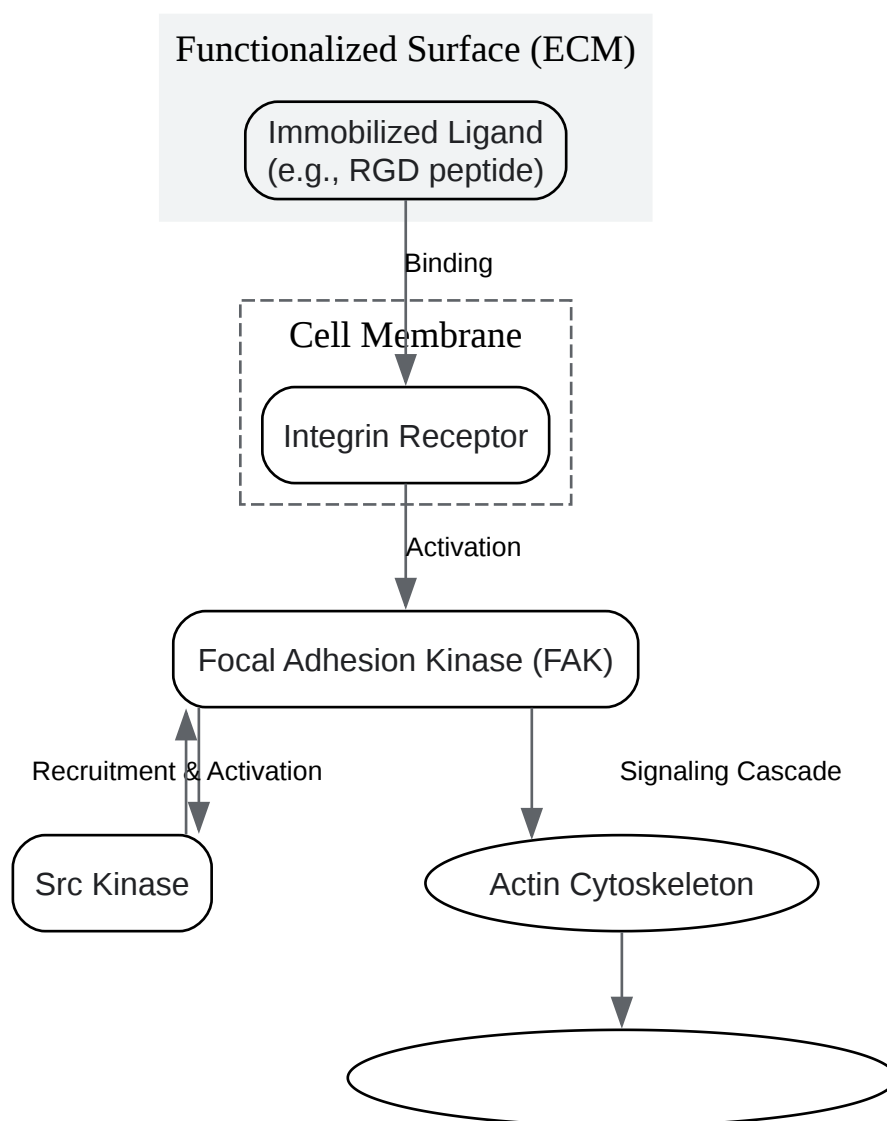 Functionalized Surface (ECM)
Immobilized Ligand
(e.g., RGD peptide)
Binding
Cell Membrane
Integrin Receptor
Activation
Focal Adhesion Kinase (FAK)
Recruitment & Activation
Signaling Cascade
Src Kinase
Actin Cytoskeleton